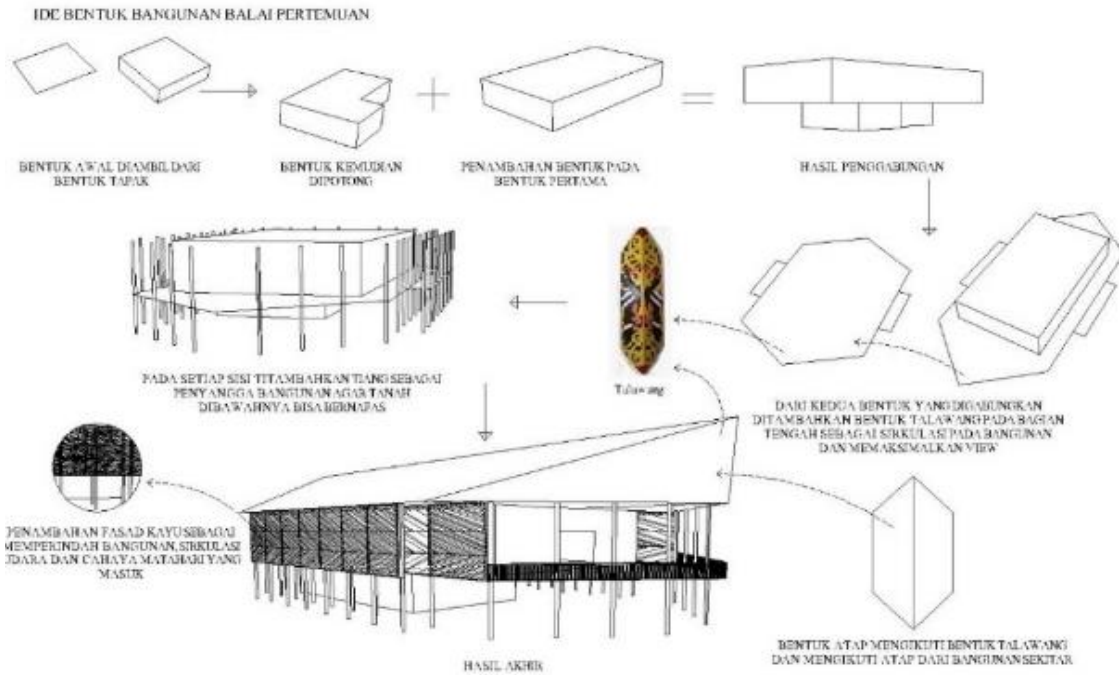 IDE BENTUK BANGUNAN BALAI PERTEMUAN
BENTUK AWAL DIAMBIL DARI
BENTUK TAPAK
BENTUK KEMUDIAN
DIPOTONG
PENAMBAHAN BENTUK PADA
BENTUK PERTAMA
HASIL PENGGABUNGAN
PADA SETIAP SISI TITAMBAHKAN TIANG SEBAGAI
PENYANGGA BANGUNAN AGAR TANAH
DIBAWAHNYA BISA BERNAPAS
DARI KEDUA BENTUK YANG DIGABUNGKAN
DITAMBAHKAN BENTUK TALAWANG PADA BAGIAN
TENGAH SEBAGAI SIRKULASI PADA BANGUNAN
DAN MEMAKSIMALKAN VIEW
PENAMBAHAN FASAD KAYU SEBAGAI
MEMPERINDAH BANGUNAN, SIRKULASI
UDARA DAN CAHAYA MATAHARI YANG
MASUK
HASIL AKHIR
BENTUK ATAP MENGIKUTI BENTUK TALAWANG
DAN MENGIKUTI ATAP DARI BANGUNAN SEKITAR